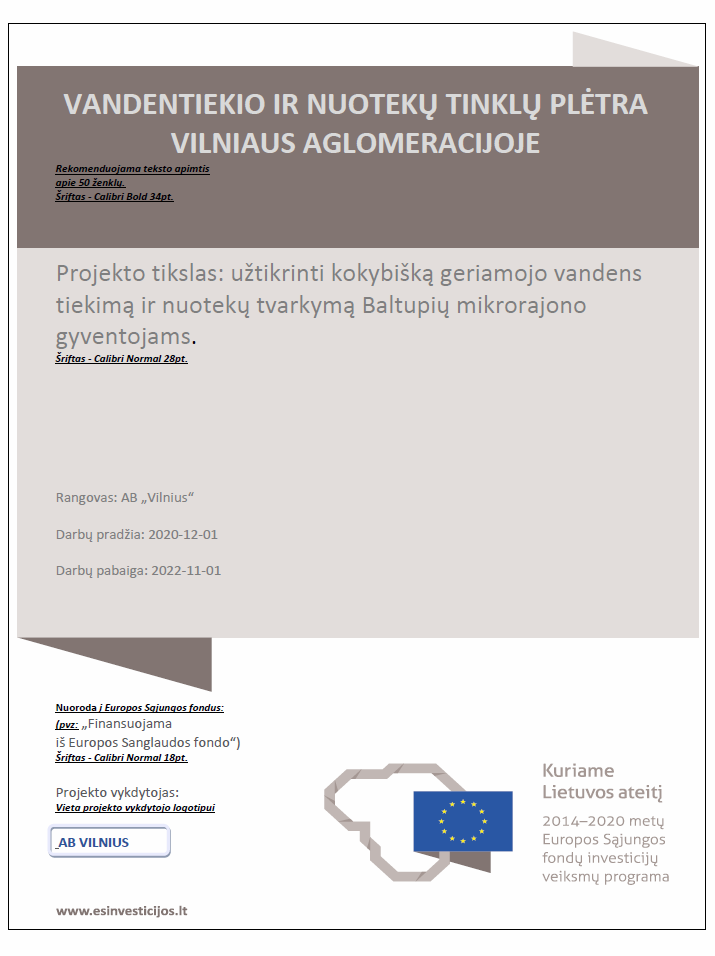 VANDENTIEKIO IR NUOTEKŲ TINKLŲ PLĖTRA
VILNIAUS AGLOMERACIJOJE
Rekomenduojama teksto apimtis
apie 50 ženklų.
Šriftas - Calibri Bold 34pt.
Projekto tikslas: užtikrinti kokybišką geriamojo vandens
tiekimą ir nuotekų tvarkymą Baltupių mikrorajono
gyventojams.
Šriftas - Calibri Normal 28pt.
Rangovas: AB „Vilnius“
Darbų pradžia: 2020-12-01
Darbų pabaiga: 2022-11-01
Nuoroda į Europos Sąjungos fondus:
(pvz: „Finansuojama
iš Europos Sanglaudos fondo“)
Šriftas - Calibri Normal 18pt.
Projekto vykdytojas:
Vieta projekto vykdytojo logotipui
AB VILNIUS
www.esinvesticijos.lt
Kuriame
Lietuvos ateitį
2014–2020 metų
Europos Sąjungos
fondų investicijų
veiksmų programa